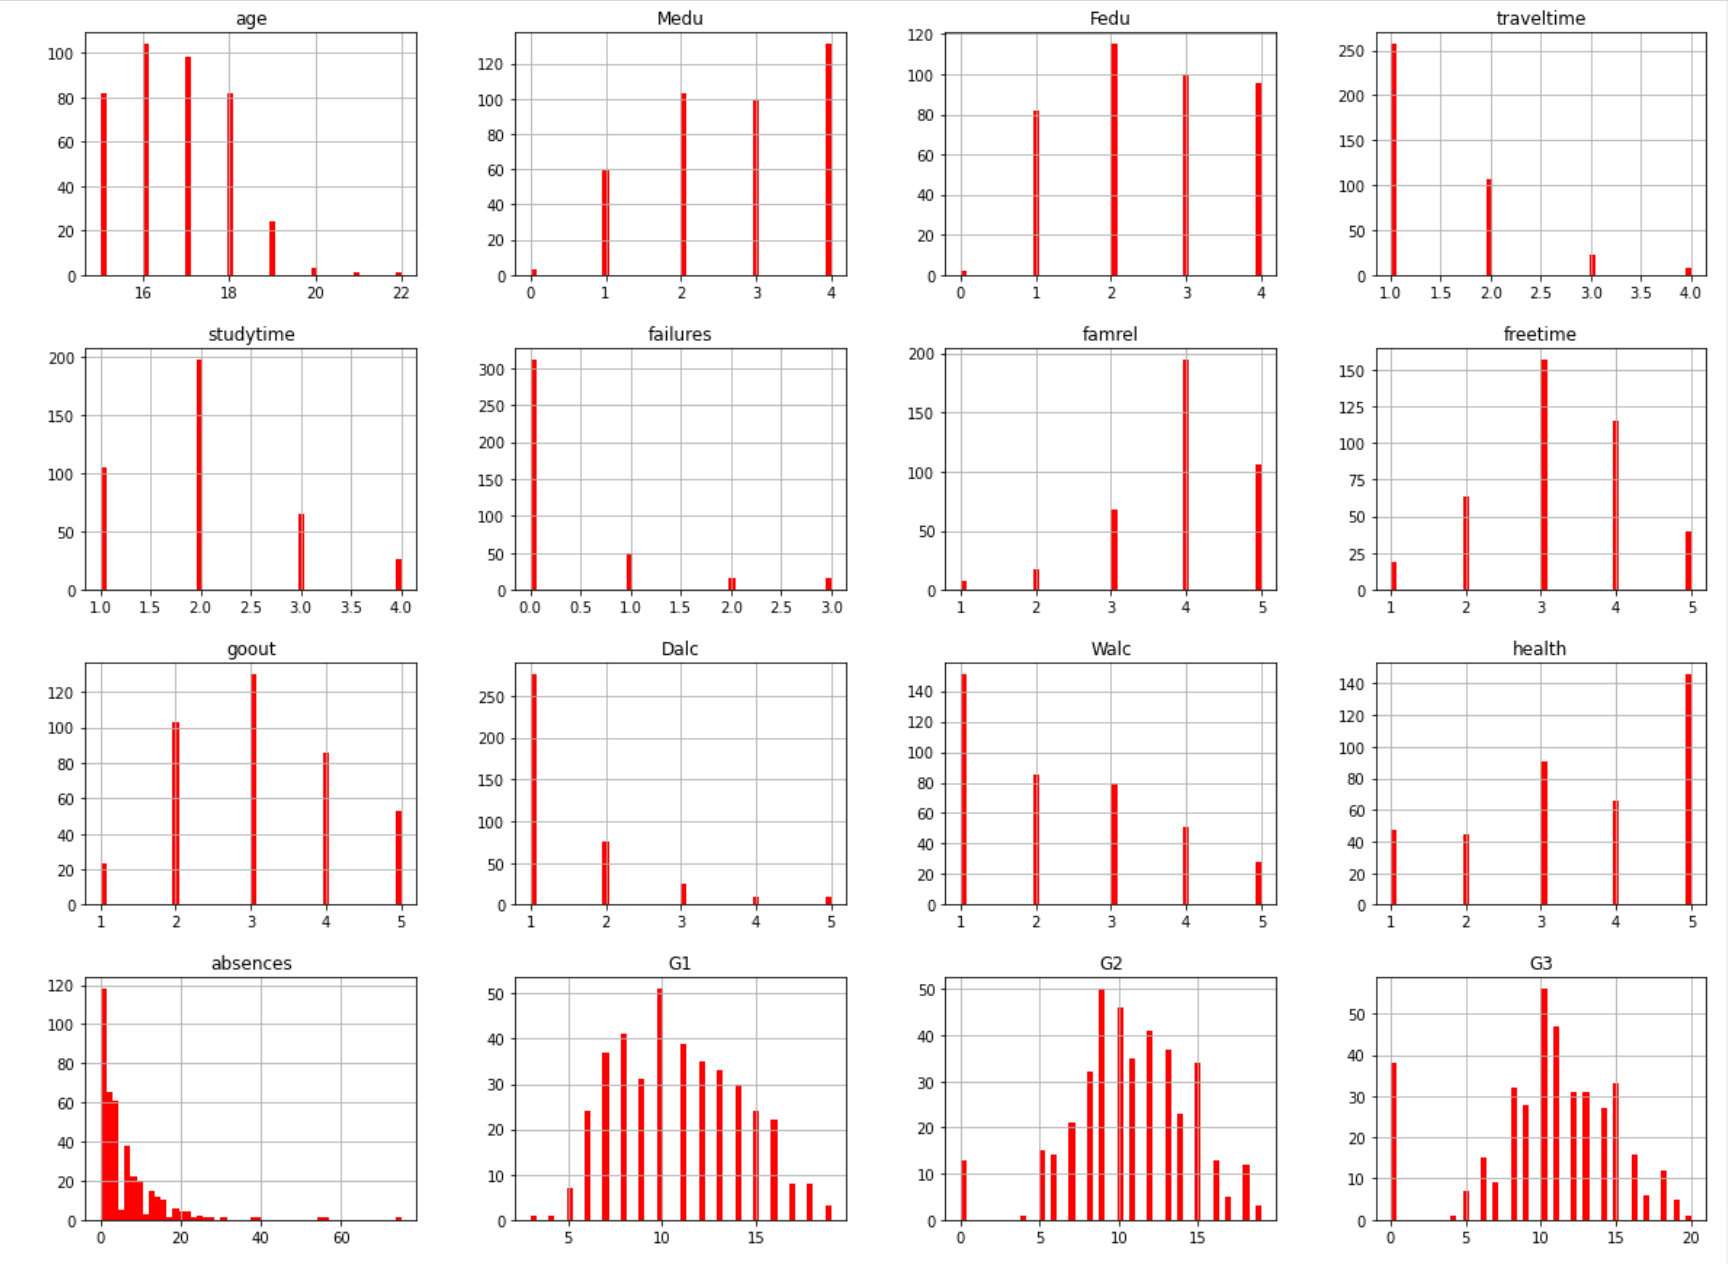 age Medu Fedu traveltime
100 80 60 40 20 0
16 18 20 22
120 100 80 60 40 20 0
0 1 2 3 4
120 100 80 60 40 20 0
0 1 2 3 4
250 200 150 100 50 0
1.0 1.5 2.0 2.5 3.0 3.5 4.0
studytime failures famrel freetime
200 150 100 50 0
1.0 1.5 2.0 2.5 3.0 3.5 4.0
300 250 200 150 100 50 0
0.0 0.5 1.0 1.5 2.0 2.5 3.0
200 150 100 50 0
1 2 3 4 5
150 125 100 75 50 25 0
1 2 3 4 5
goout Dalc Walc health
120 100 80 60 40 20 0
1 2 3 4 5
250 200 150 100 50 0
1 2 3 4 5
140 120 100 80 60 40 20 0
1 2 3 4 5
140 120 100 80 60 40 20 0
1 2 3 4 5
absences G1 G2 G3
120 100 80 60 40 20 0
0 20 40 60
50 40 30 20 10 0
5 10 15
50 40 30 20 10 0
0 5 10 15
50 40 30 20 10 0
0 5 10 15 20